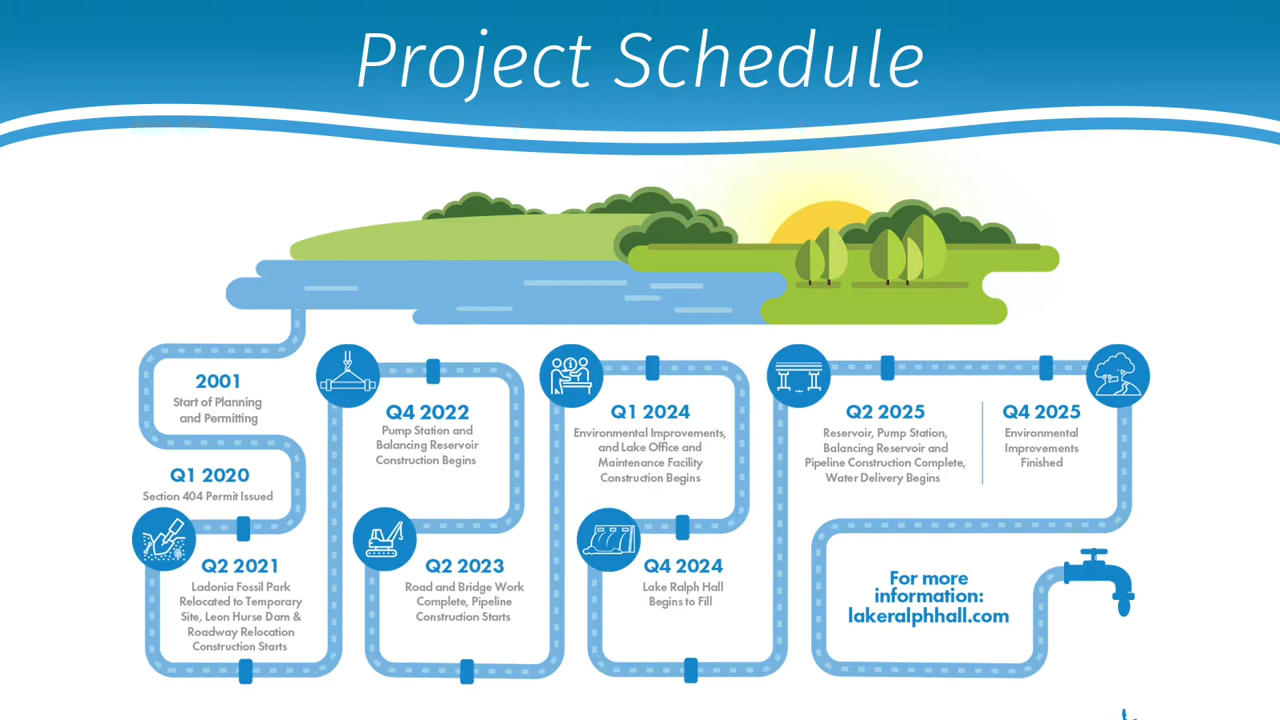 Project Schedule
2001
Start of Planning
and Permitting
Q1 2020
Section 404 Permit Issued
Q2 2021
Ladonia Fossil Park
Relocated to Temporary
Site, Leon Hurse Dam &
Roadway Relocation
Construction Starts
Q4 2022
Pump Station and
Balancing Reservoir
Construction Begins
Q2 2023
Road and Bridge Work
Complete, Pipeline
Construction Starts
Q1 2024
Environmental Improvements,
and Lake Office and
Maintenance Facility
Construction Begins
Q4 2024
Lake Ralph Hall
Begins to Fill
Q2 2025
Reservoir, Pump Station,
Balancing Reservoir and
Pipeline Construction Complete,
Water Delivery Begins
Q4 2025
Environmental
Improvements
Finished
For more
information:
lakeralphhall.com